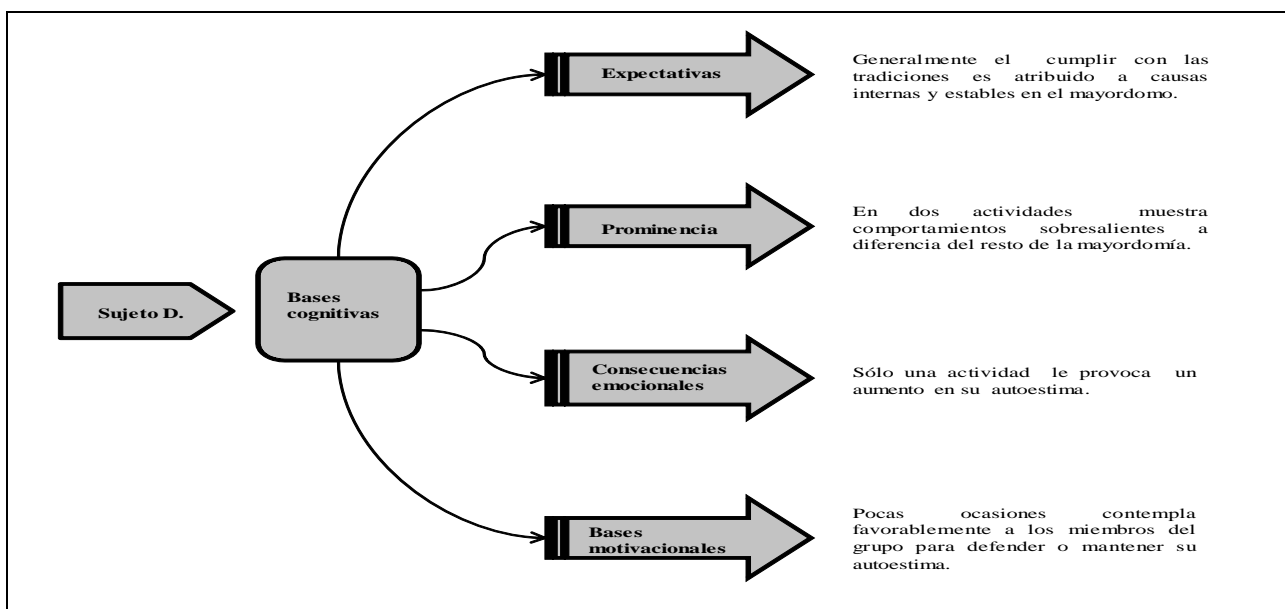 Sujeto D.
Bases
cognitivas
Expectativas
Generalmente el cumplir con las
tradiciones es atribuido a causas
internas y estables en el mayordomo.
Prominencia
En dos actividades muestra
comportamientos sobresalientes a
diferencia del resto de la mayordomía.
Consecuencias
emocionales
Sólo una actividad le provoca un
aumento en su autoestima.
Bases
motivacionales
Pocas ocasiones contempla
favorablemente a los miembros del
grupo para defender o mantener su
autoestima.